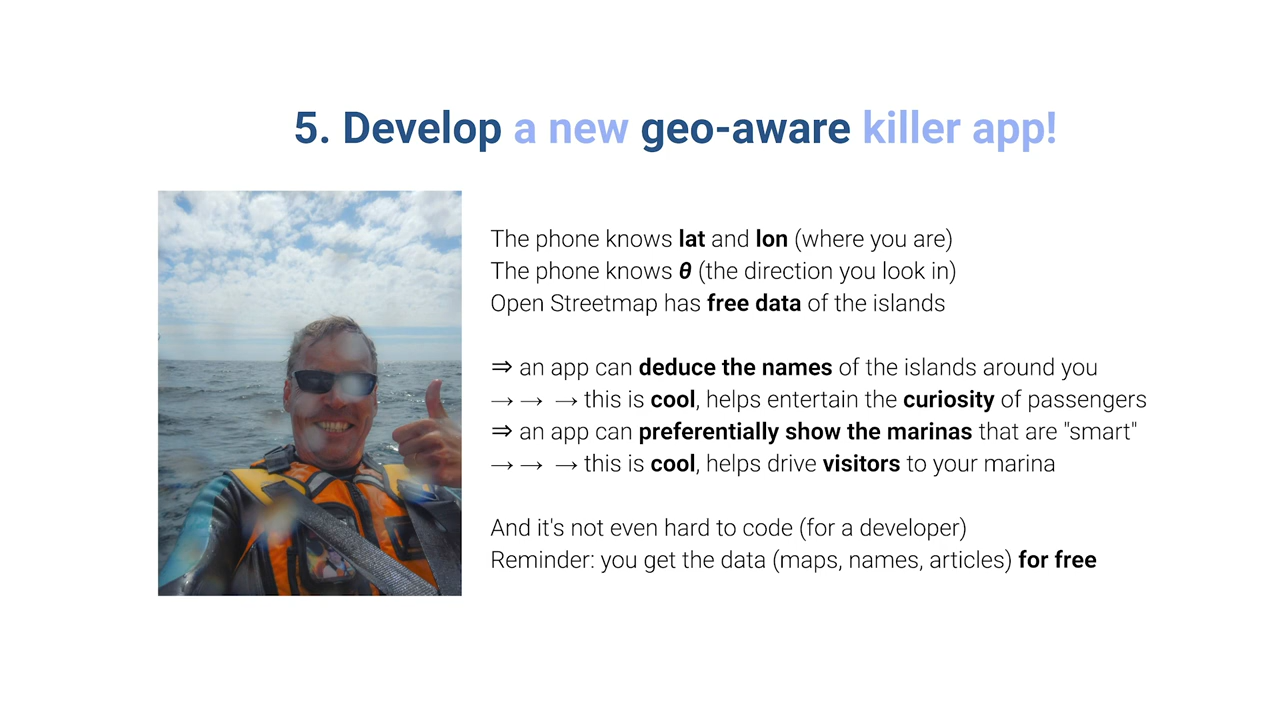 5. Develop a new geo-aware killer app!
The phone knows lat and lon (where you are)
The phone knows θ (the direction you look in)
Open Streetmap has free data of the islands
⇒ an app can deduce the names of the islands around you
→ → → this is cool, helps entertain the curiosity of passengers
⇒ an app can preferentially show the marinas that are "smart"
→ → → this is cool, helps drive visitors to your marina
And it's not even hard to code (for a developer)
Reminder: you get the data (maps, names, articles) for free